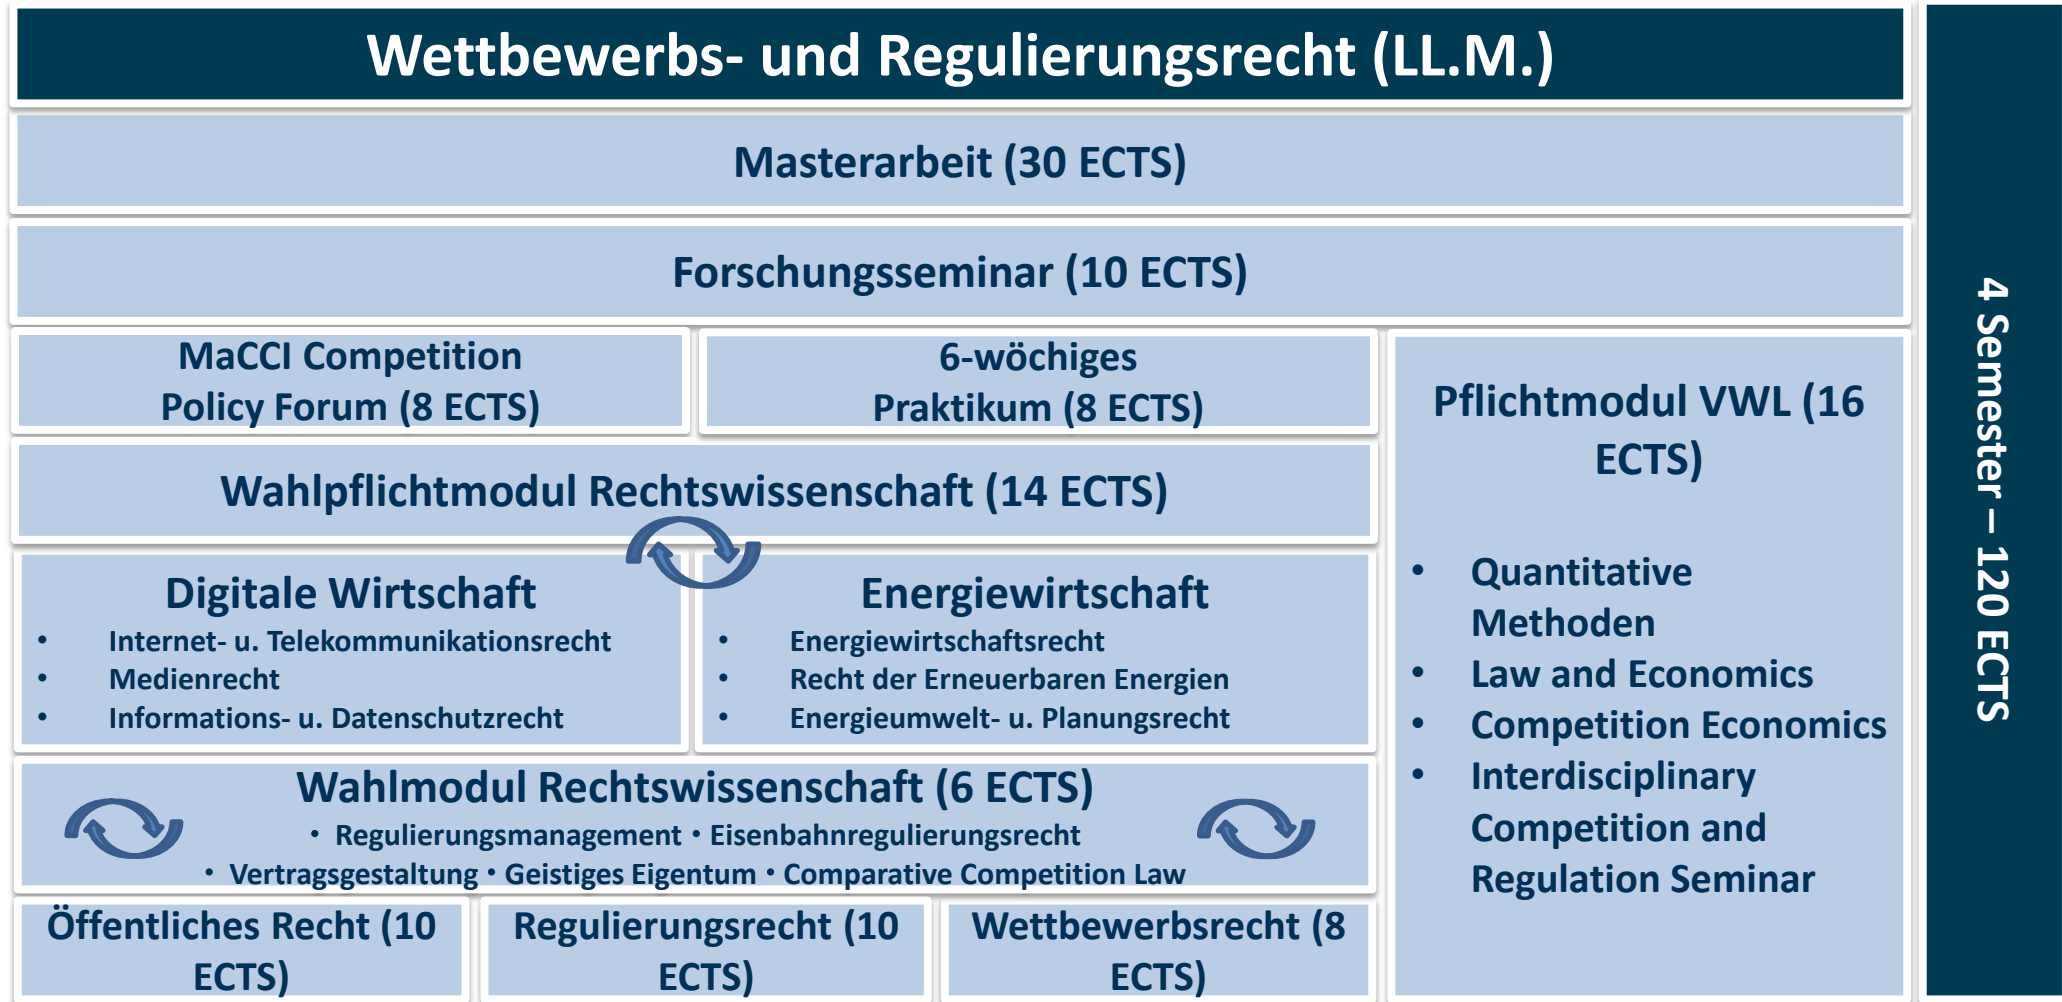 Wettbewerbs- und Regulierungsrecht (LL.M.)
Masterarbeit (30 ECTS)
Forschungsseminar (10 ECTS)
MaCCI Competition
Policy Forum (8 ECTS)
6-wöchiges
Praktikum (8 ECTS)
Wahlpflichtmodul Rechtswissenschaft (14 ECTS)
Digitale Wirtschaft
• Internet- u. Telekommunikationsrecht
• Medienrecht
• Informations- u. Datenschutzrecht
Energiewirtschaft
• Energiewirtschaftsrecht
• Recht der Erneuerbaren Energien
• Energieumwelt- u. Planungsrecht
Wahlmodul Rechtswissenschaft (6 ECTS)
• Regulierungsmanagement • Eisenbahnregulierungsrecht
• Vertragsgestaltung • Geistiges Eigentum • Comparative Competition Law
Öffentliches Recht (10
ECTS)
Regulierungsrecht (10
ECTS)
Wettbewerbsrecht (8
ECTS)
Pflichtmodul VWL (16
ECTS)
• Quantitative
Methoden
• Law and Economics
• Competition Economics
• Interdisciplinary
Competition and
Regulation Seminar
4 Semester – 120 ECTS